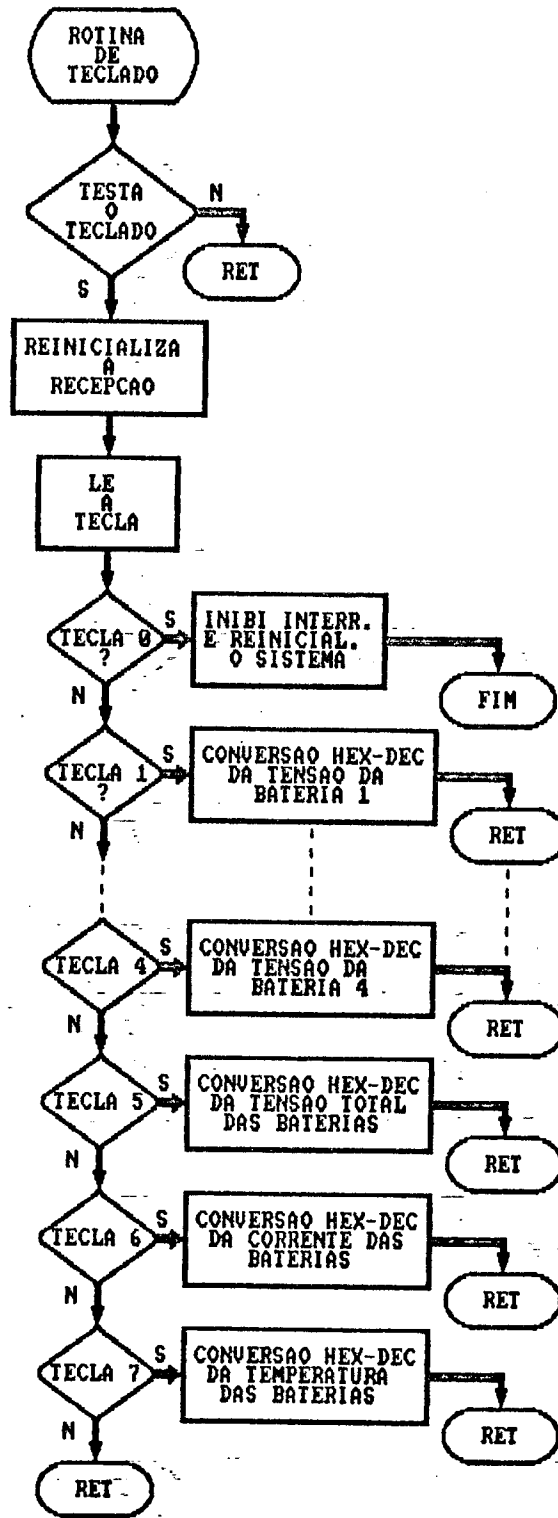 ROTINA
DE
TECLADO
TESTA
O
TECLADO
N
RET
S
REINICIALIZA
A
RECEPCAO
LE
A
TECLA
TECLA 0
?
S
INIBI INTERR.
E REINICIAL.
O SISTEMA
FIM
N
TECLA 1
?
S
CONVERSAO HEX-DEC
DA TENSAO DA
BATERIA 1
RET
N
TECLA 4
S
CONVERSAO HEX-DEC
DA TENSAO DA
BATERIA 4
RET
N
TECLA 5
S
CONVERSAO HEX-DEC
DA TENSAO TOTAL
DAS BATERIAS
RET
N
TECLA 6
S
CONVERSAO HEX-DEC
DA CORRENTE DAS
BATERIAS
RET
N
TECLA 7
S
CONVERSAO HEX-DEC
DA TEMPERATURA
DAS BATERIAS
RET
N
RET